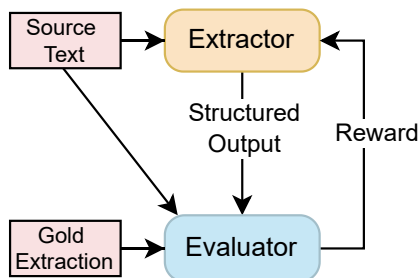 Source
Text
Extractor
Structured
Output
Reward
Gold
Extraction
Evaluator